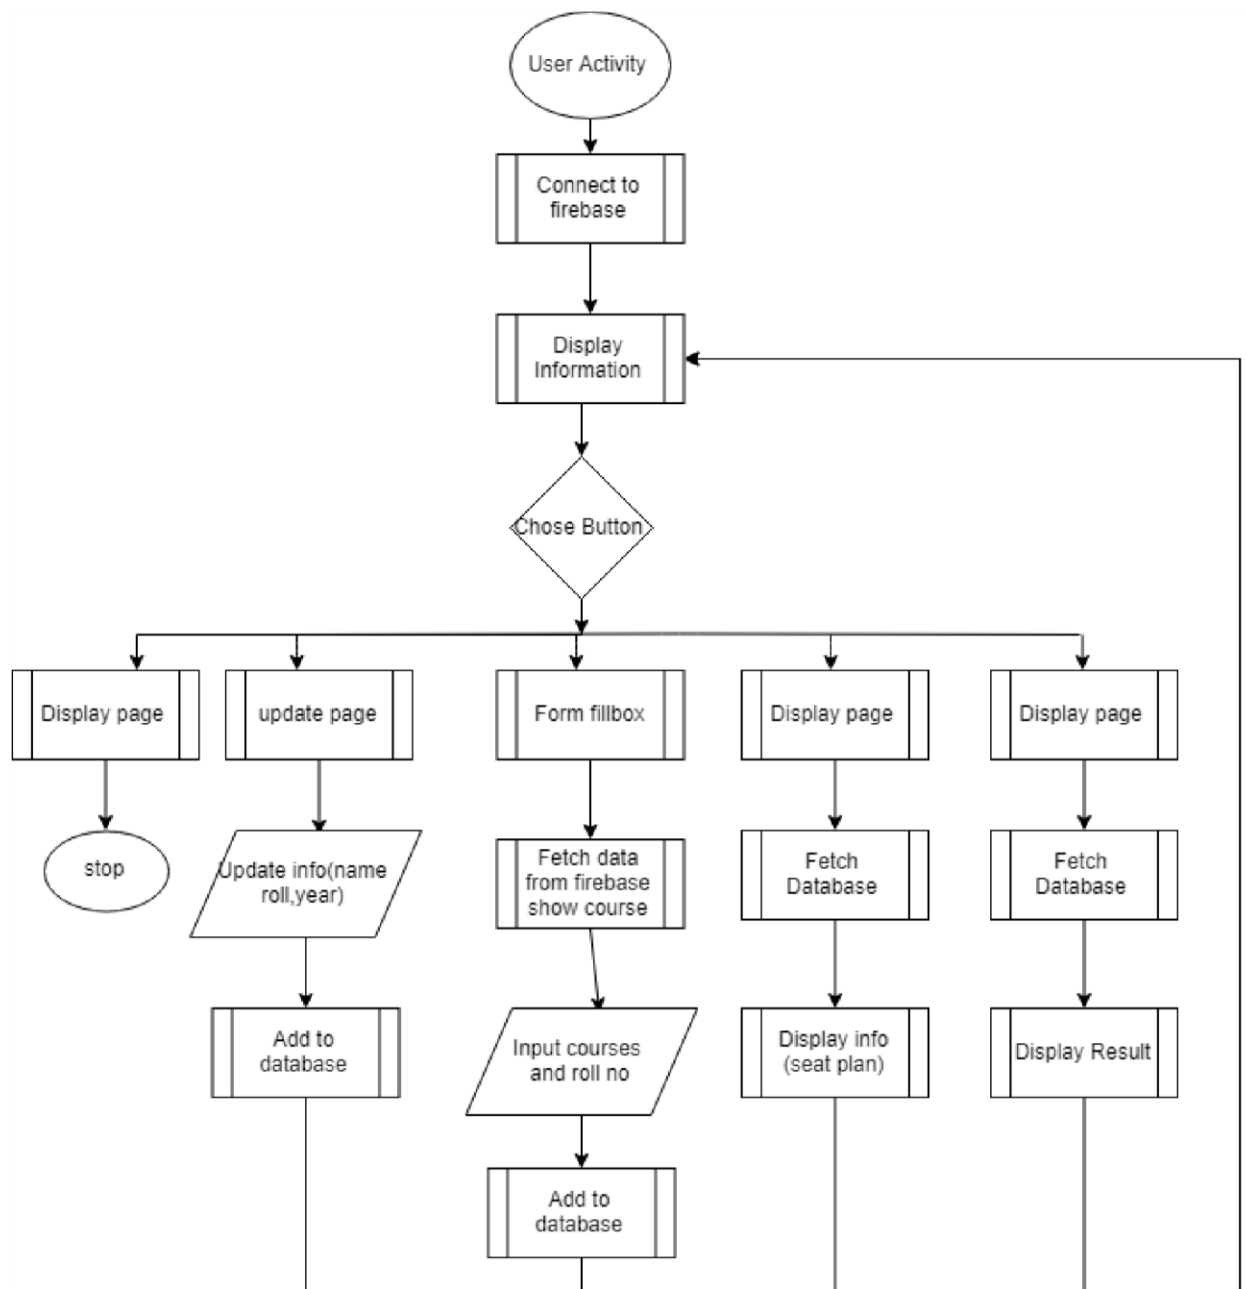 User Activity
Connect to
firebase
Display
Information
Chose Button
Display page
update page
Form fillbox
Display page
Display page
stop
Update info(name
roll,year)
Fetch data
from firebase
show course
Fetch
Database
Fetch
Database
Add to
database
Input courses
and roll no
Display info
(seat plan)
Display Result
Add to
database